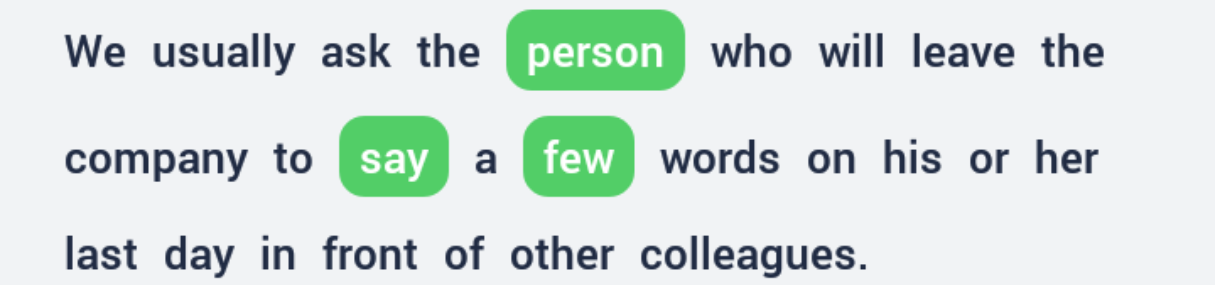 We usually ask the person who will leave the
company to say a few words on his or her
last day in front of other colleagues.